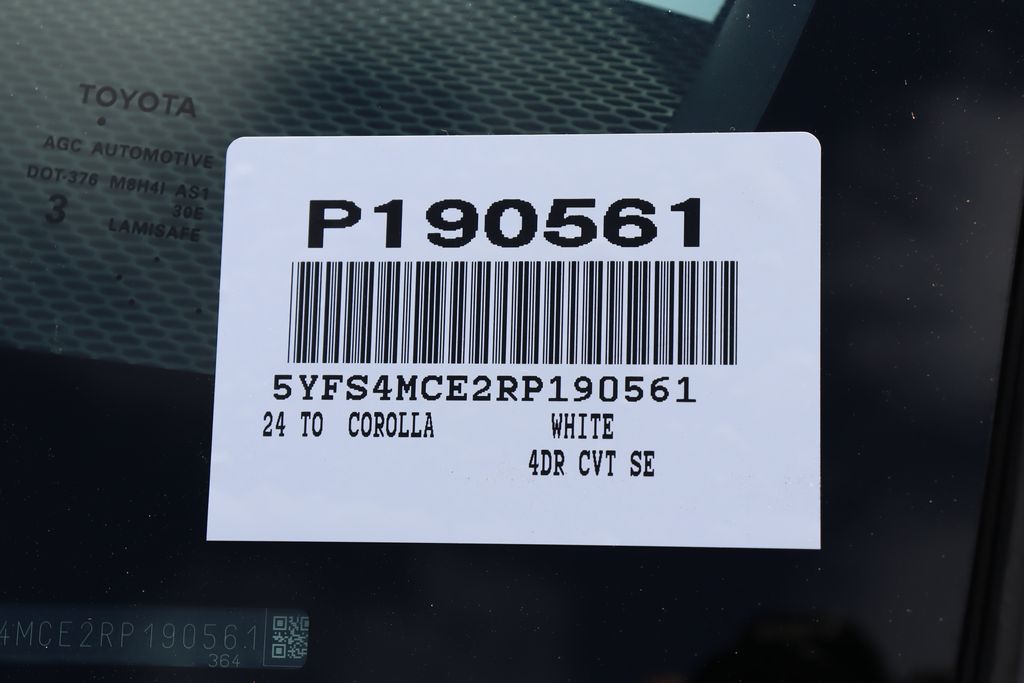 TOYOTA
AGC AUTOMOTIVE
DOT-376 M8H4I AS1
3 30E
LAMISAFE
P190561
5YFS4MCE2RP190561
24 TO COROLLA WHITE
4DR CVT SE
4MCE2RP190561
364